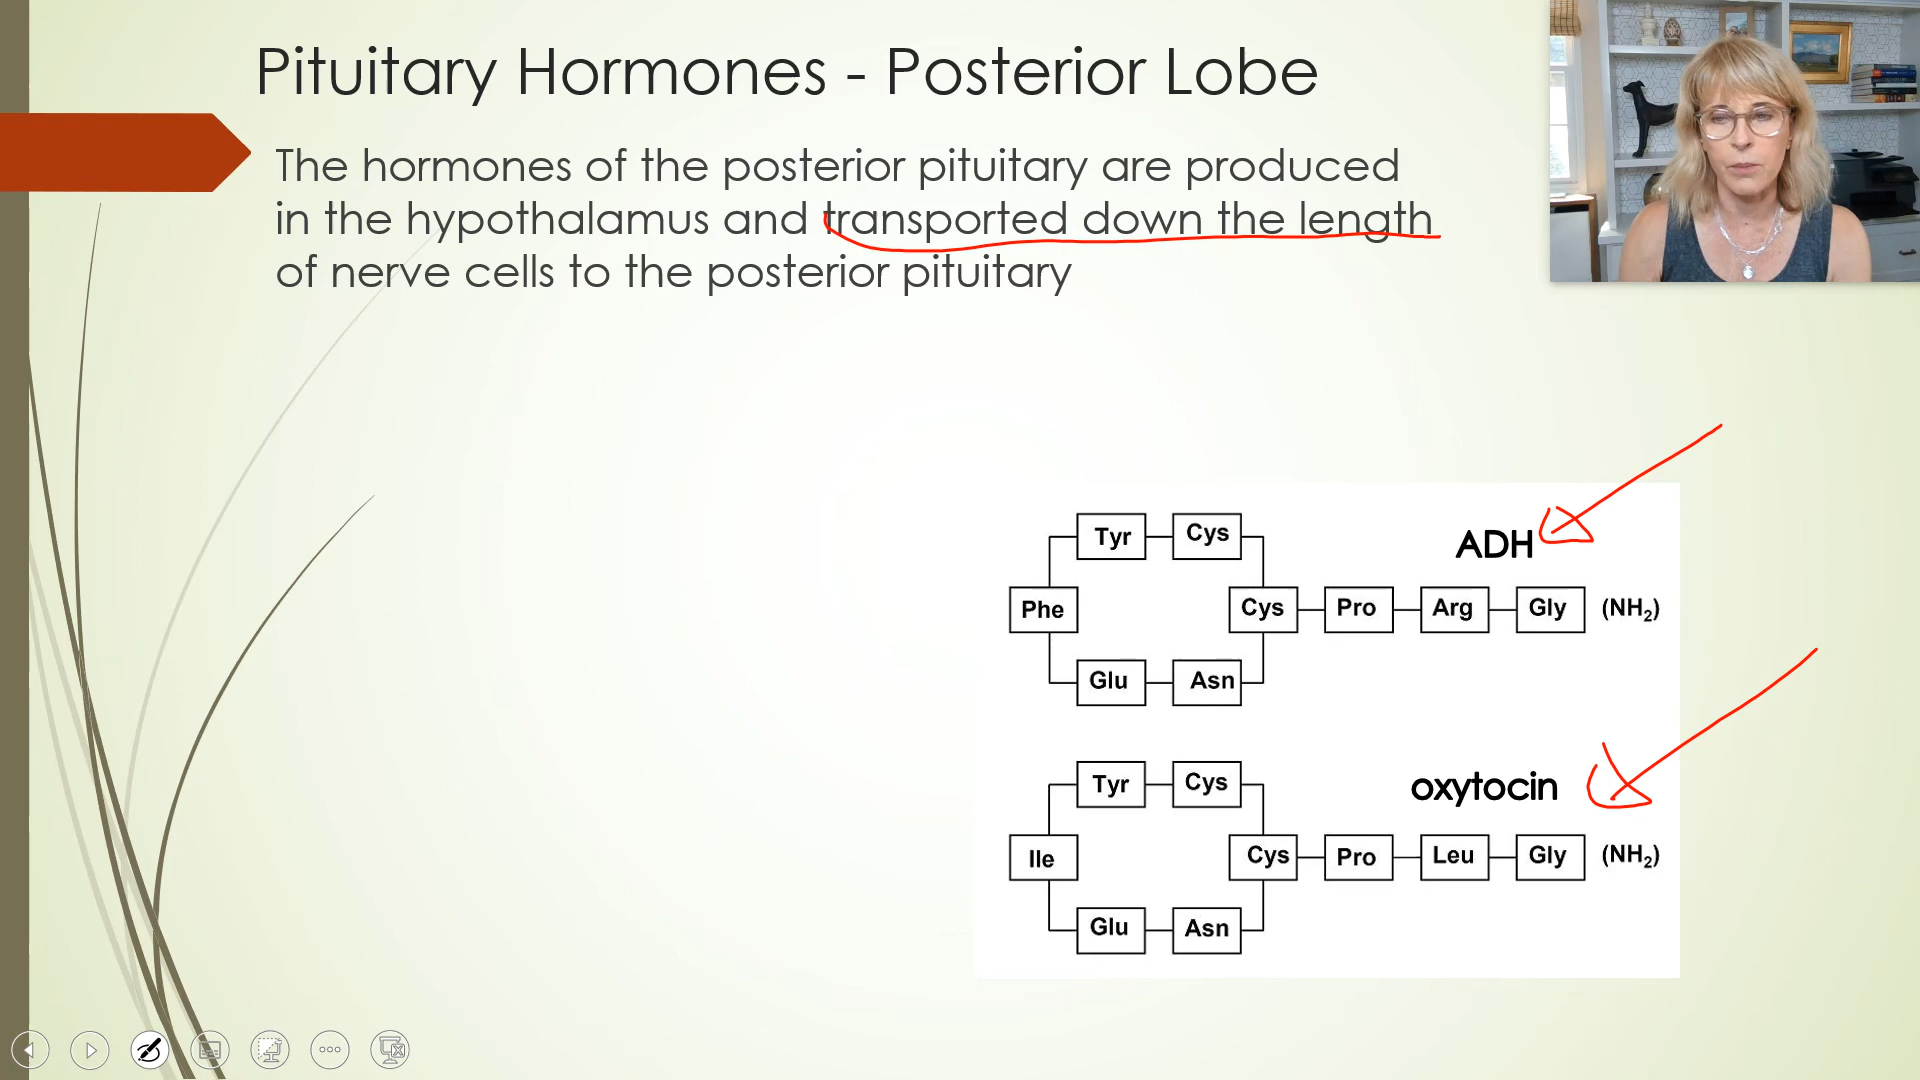 Pituitary Hormones - Posterior Lobe
The hormones of the posterior pituitary are produced
in the hypothalamus and transported down the length
of nerve cells to the posterior pituitary
ADH
Tyr Cys
Phe Cys Pro Arg Gly (NH₂)
Glu Asn
oxytocin
Tyr Cys
Ile Cys Pro Leu Gly (NH₂)
Glu Asn